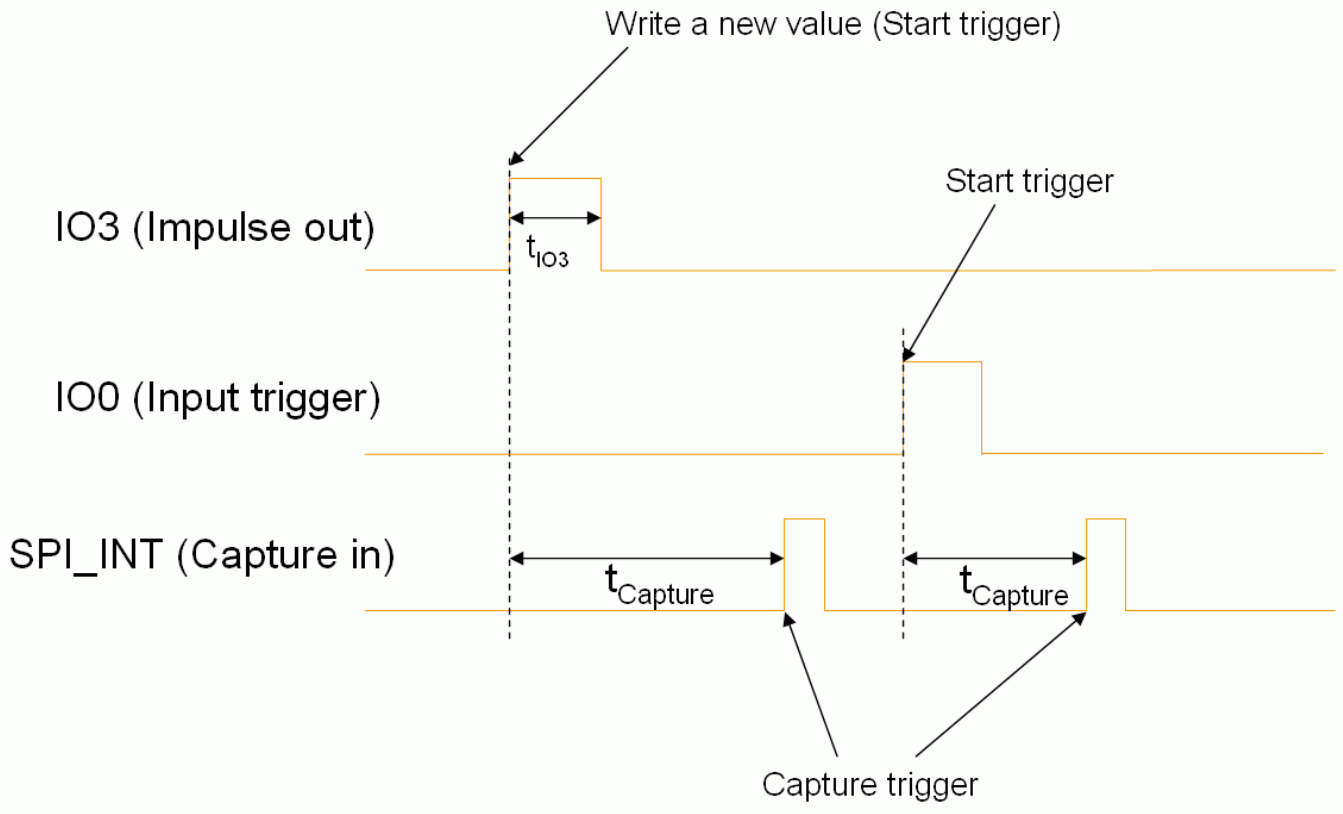 Write a new value (Start trigger)
Start trigger
IO3 (Impulse out)
tIO3
IO0 (Input trigger)
SPI_INT (Capture in)
tCapture
tCapture
Capture trigger